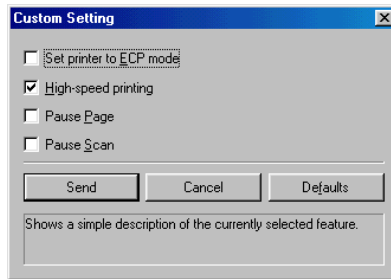 Custom Setting
Set printer to ECP mode
High-speed printing
Pause Page
Pause Scan
Send Cancel Defaults
Shows a simple description of the currently selected feature.